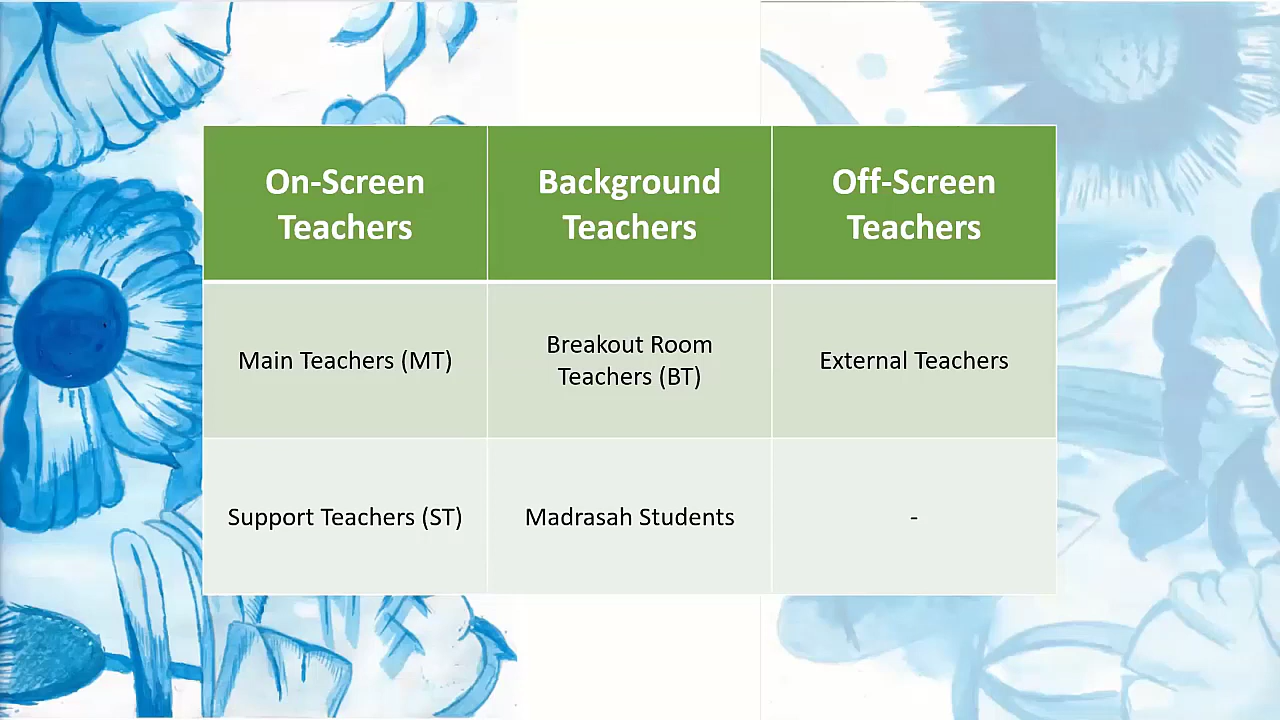 On-Screen
Teachers
Background
Teachers
Off-Screen
Teachers
Main Teachers (MT)
Breakout Room
Teachers (BT)
External Teachers
Support Teachers (ST)
Madrasah Students
-